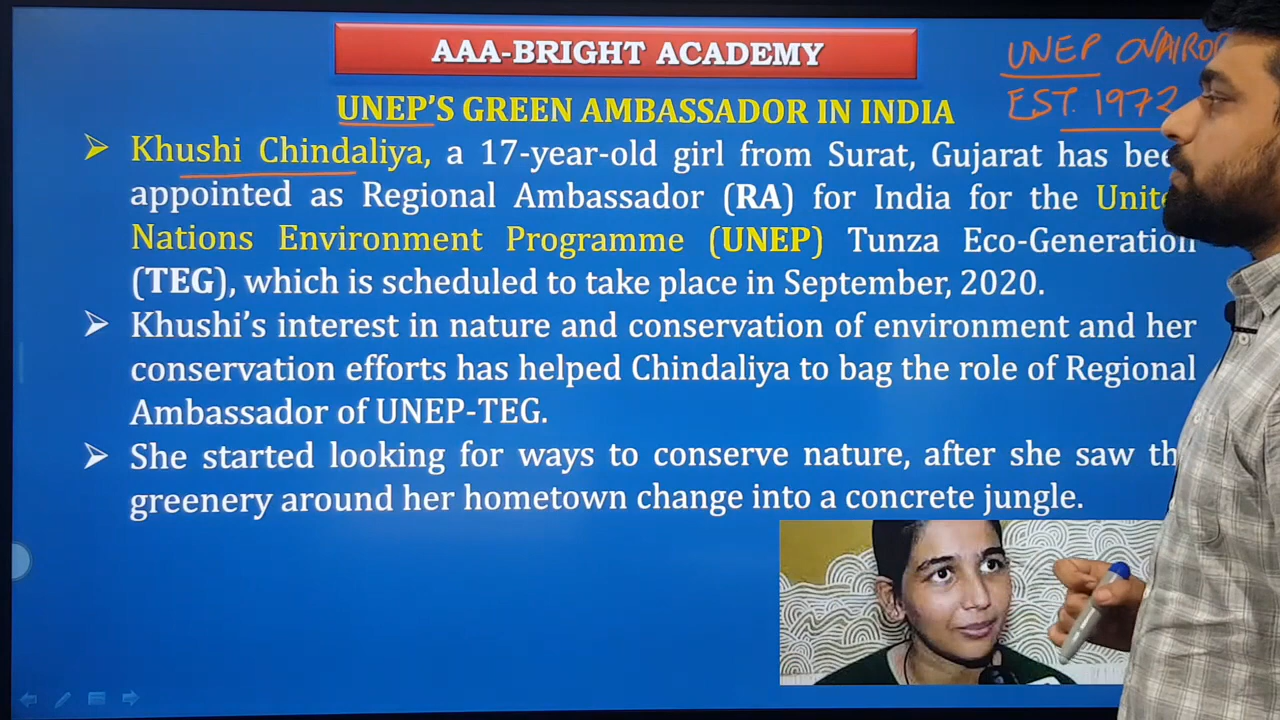 AAA-BRIGHT ACADEMY
UNEP
EST. 1972
UNEP'S GREEN AMBASSADOR IN INDIA
➢ Khushi Chindaliya, a 17-year-old girl from Surat, Gujarat has
appointed as Regional Ambassador (RA) for India for the
Nations Environment Programme (UNEP) Tunza Eco-Generation
(TEG), which is scheduled to take place in September, 2020.
➢ Khushi's interest in nature and conservation of environment and her
conservation efforts has helped Chindaliya to bag the role of Regional
Ambassador of UNEP-TEG.
➢ She started looking for ways to conserve nature, after she saw
greenery around her hometown change into a concrete jungle.